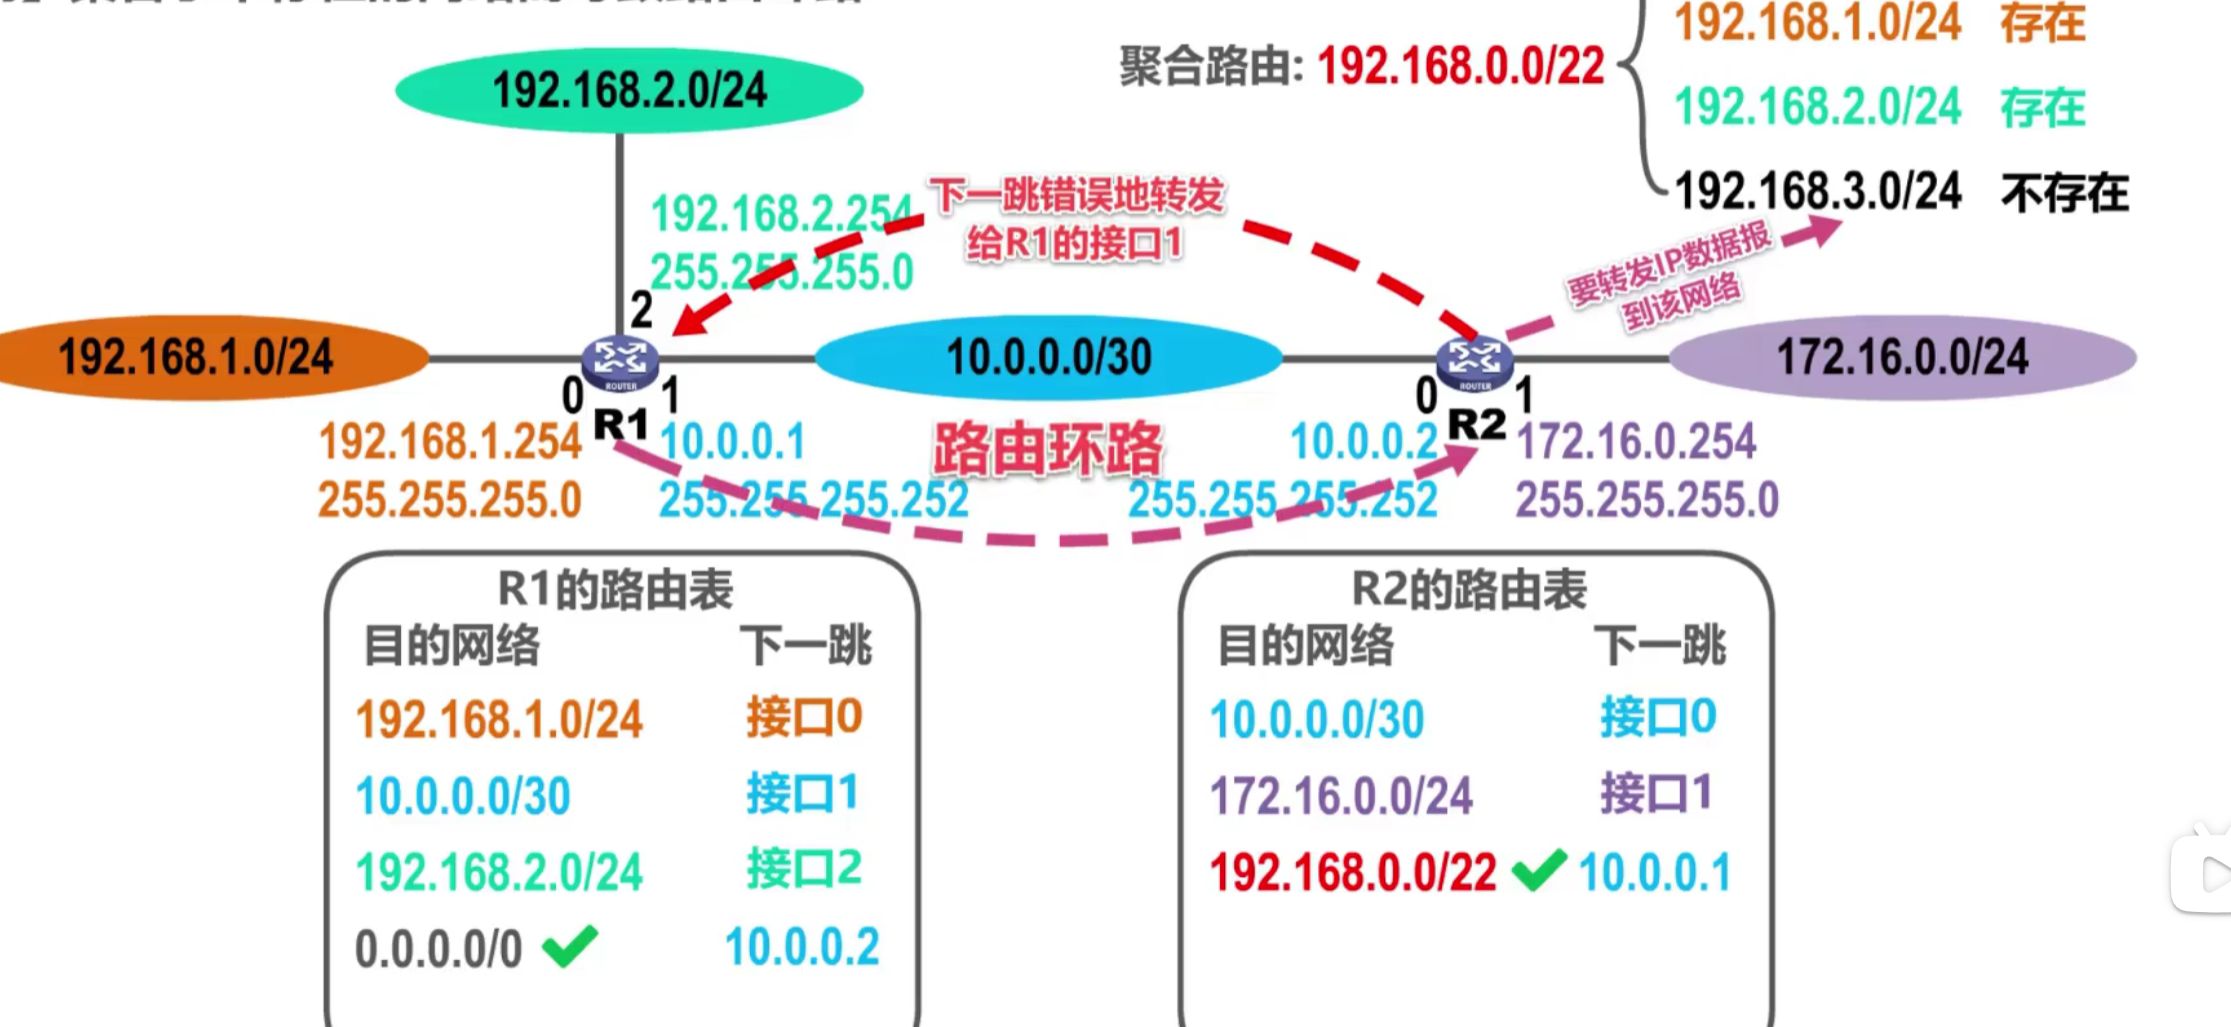 192.168.1.0/24 存在
聚合路由: 192.168.0.0/22
192.168.2.0/24
192.168.2.0/24 存在
192.168.3.0/24 不存在
下一跳错误地转发
给R1的接口1
192.168.2.254
255.255.255.0
要转发IP数据报
到该网络
2
192.168.1.0/24
10.0.0.0/30
172.16.0.0/24
ROUTER
ROUTER
0 R1 1
0 R2 1
192.168.1.254
255.255.255.0
10.0.0.1
255.255.255.252
路由环路
10.0.0.2
255.255.255.252
172.16.0.254
255.255.255.0
R1的路由表
目的网络 下一跳
192.168.1.0/24 接口0
10.0.0.0/30 接口1
192.168.2.0/24 接口2
0.0.0.0/0 10.0.0.2
R2的路由表
目的网络 下一跳
10.0.0.0/30 接口0
172.16.0.0/24 接口1
192.168.0.0/22 10.0.0.1